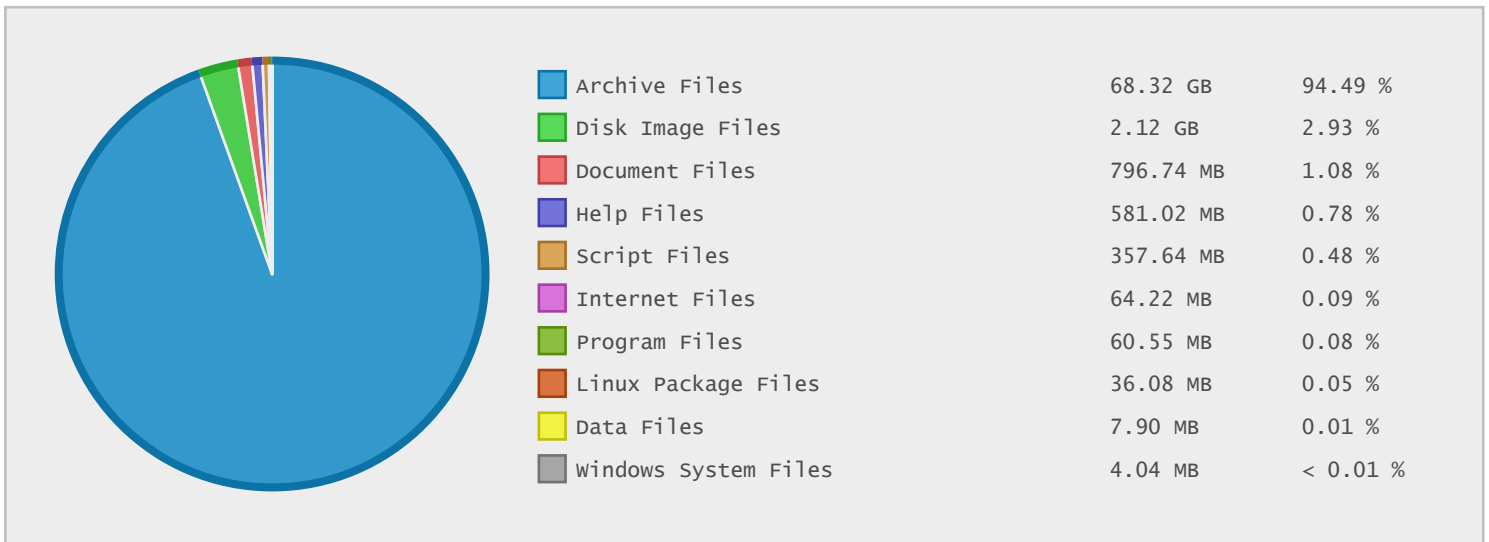 Archive Files 68.32 GB 94.49 %
Disk Image Files 2.12 GB 2.93 %
Document Files 796.74 MB 1.08 %
Help Files 581.02 MB 0.78 %
Script Files 357.64 MB 0.48 %
Internet Files 64.22 MB 0.09 %
Program Files 60.55 MB 0.08 %
Linux Package Files 36.08 MB 0.05 %
Data Files 7.90 MB 0.01 %
Windows System Files 4.04 MB < 0.01 %